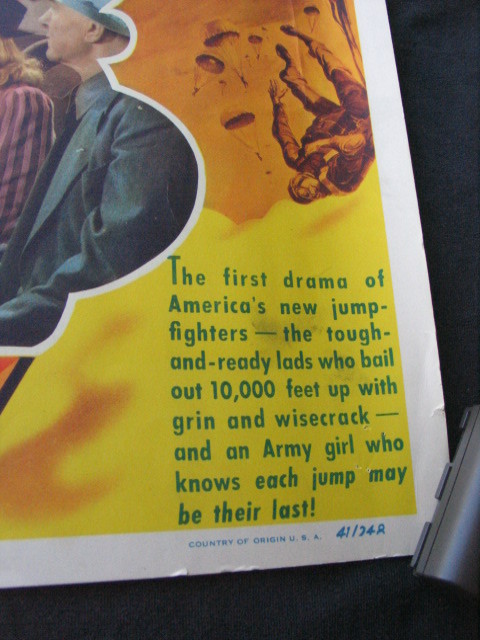 The first drama of
America's new jump-
fighters — the tough-
and-ready lads who bail
out 10,000 feet up with
grin and wisecrack —
and an Army girl who
knows each jump may
be their last!
COUNTRY OF ORIGIN U. S. A. 41/248